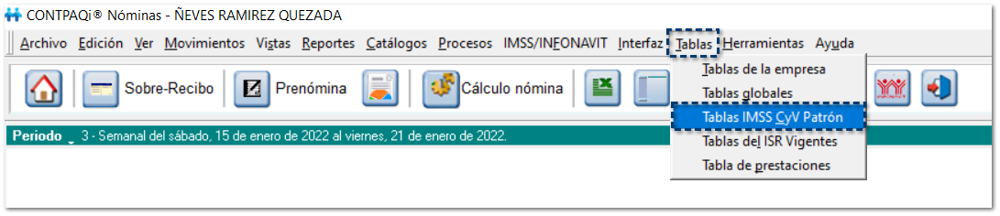 CONTPAQi® Nóminas - ÑEVES RAMIREZ QUEZADA
Archivo Edición Ver Movimientos Vistas Reportes Catálogos Procesos IMSS/INFONAVIT Interfaz Tablas Herramientas Ayuda
Sobre-Recibo Prenómina Cálculo nómina
Tablas de la empresa
Tablas globales
Tablas IMSS CyV Patrón
Tablas del ISR Vigentes
Tabla de prestaciones
Periodo 3 - Semanal del sábado, 15 de enero de 2022 al viernes, 21 de enero de 2022.